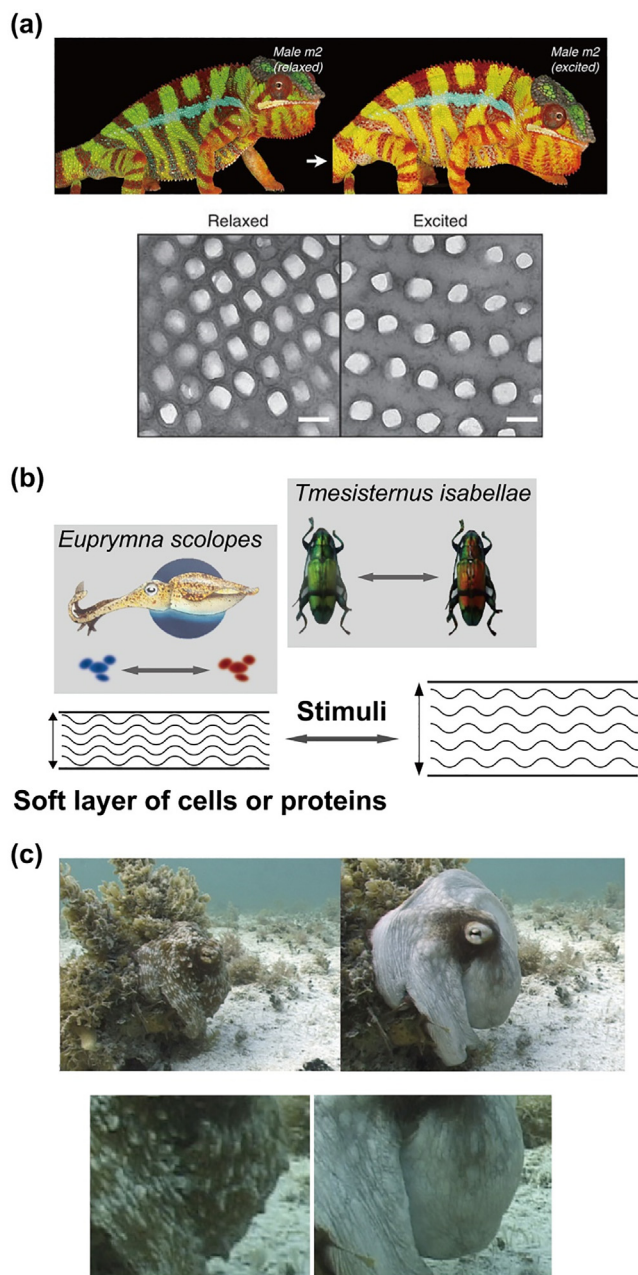 (a)
Male m2
(relaxed)
Male m2
(excited)
Relaxed
Excited
(b)
Euprymna scolopes
Tmesisternus isabellae
Stimuli
Soft layer of cells or proteins
(c)